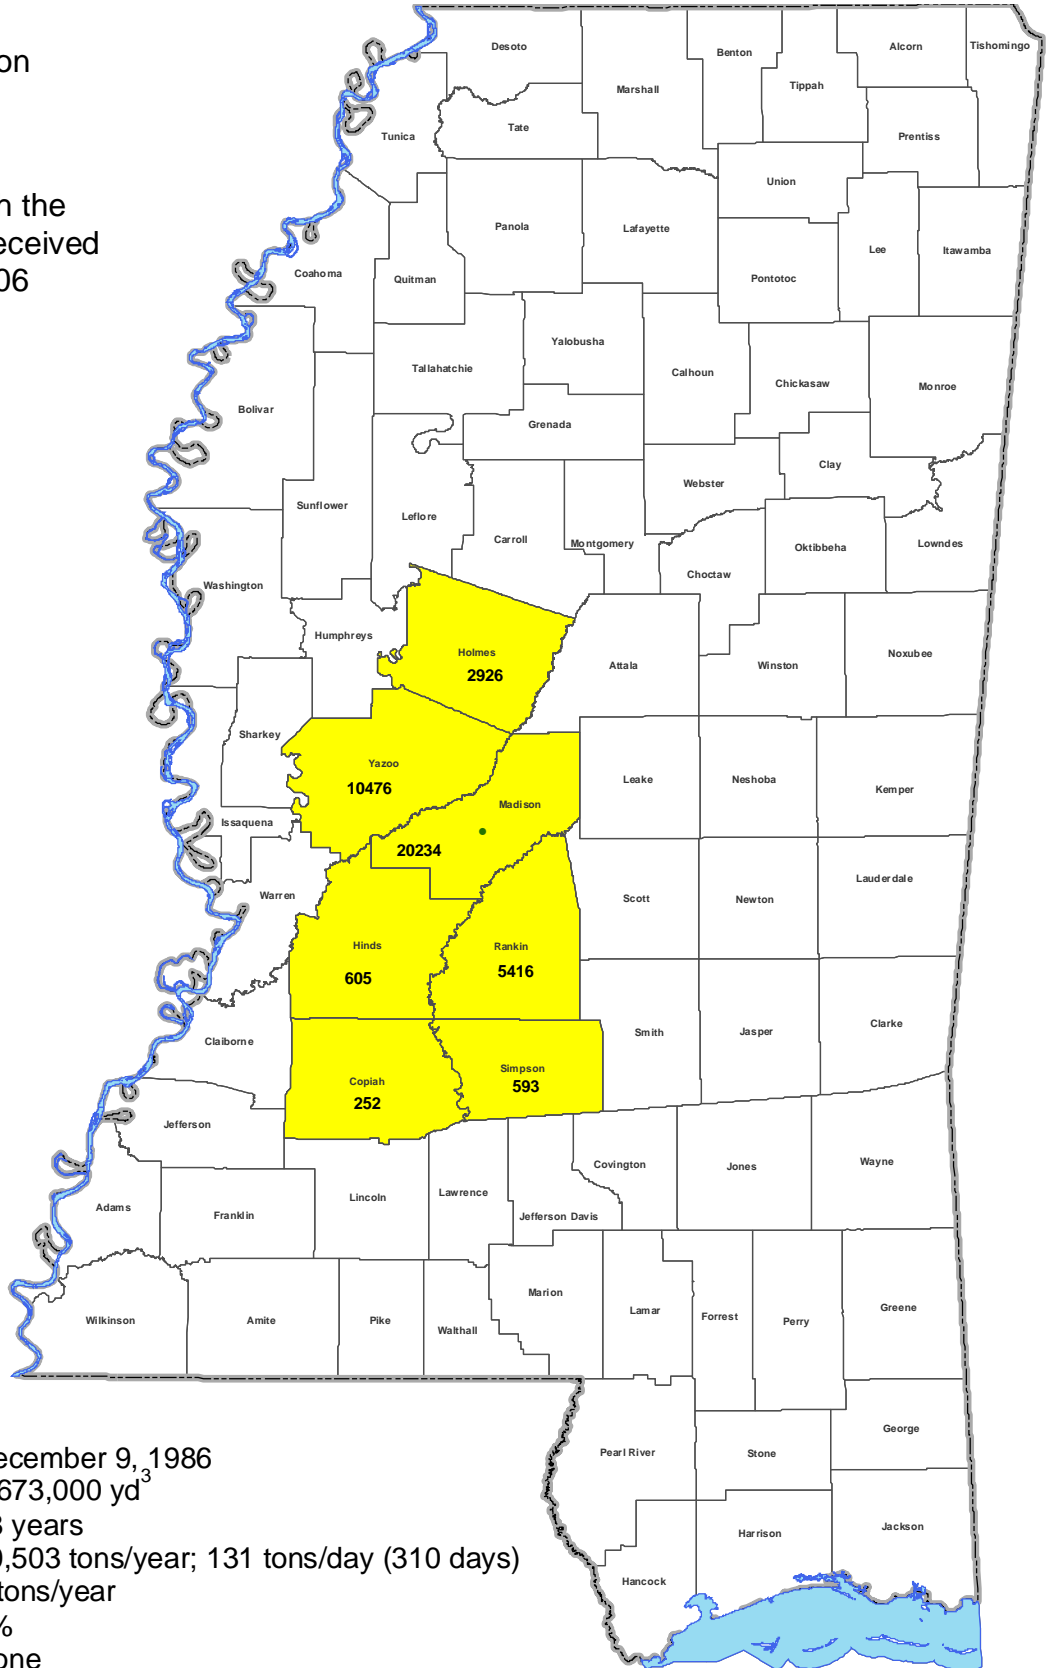 on
n the
eceived
06
Desoto
Benton
Alcorn
Tishomingo
Marshall
Tippah
Tate
Tunica
Prentiss
Union
Panola
Lafayette
Lee
Itawamba
Coahoma
Quitman
Pontotoc
Yalobusha
Tallahatchie
Calhoun
Chickasaw
Monroe
Bolivar
Grenada
Clay
Webster
Sunflower
Leflore
Carroll
Montgomery
Oktibbeha
Lowndes
Choctaw
Washington
Humphreys
Holmes
2926
Attala
Winston
Noxubee
Sharkey
Yazoo
10476
Leake
Neshoba
Kemper
Madison
20234
Issaquena
Warren
Scott
Newton
Lauderdale
Hinds
605
Rankin
5416
Claiborne
Smith
Jasper
Clarke
Copiah
252
Simpson
593
Jefferson
Covington
Jones
Wayne
Adams
Franklin
Lincoln
Lawrence
Jefferson Davis
Wilkinson
Amite
Pike
Walthall
Marion
Lamar
Forrest
Perry
Greene
George
Pearl River
Stone
Harrison
Jackson
Hancock
ecember 9, 1986
673,000 yd³
3 years
9,503 tons/year; 131 tons/day (310 days)
tons/year
%
one